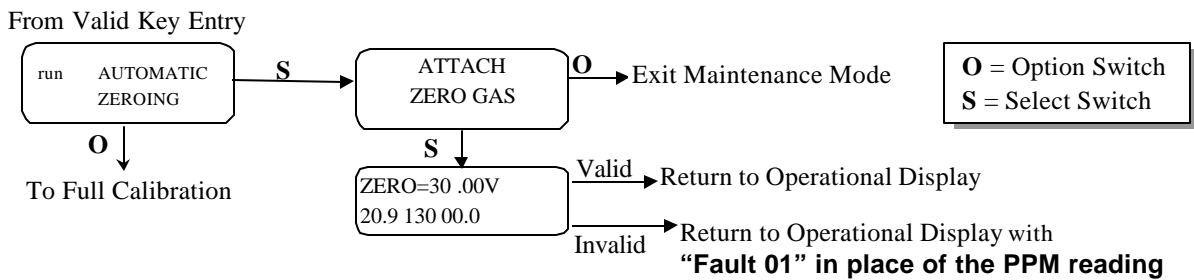 From Valid Key Entry
run AUTOMATIC
ZEROING
S
ATTACH
ZERO GAS
O
Exit Maintenance Mode
O = Option Switch
S = Select Switch
O
To Full Calibration
S
ZERO=30 .00V
20.9 130 00.0
Valid
Return to Operational Display
Invalid
Return to Operational Display with
“Fault 01” in place of the PPM reading